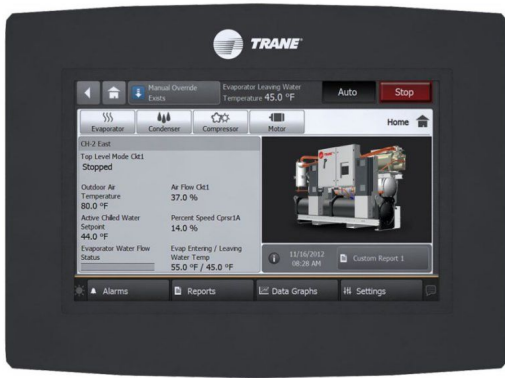 TRANE
Manual Override
Exists
Evaporator Leaving Water
Temperature 45.0 °F
Auto
Stop
Evaporator
Condenser
Compressor
Motor
Home
CH-2 East
Top Level Mode Ckt1
Stopped
Outdoor Air
Temperature
80.0 °F
Air Flow Ckt1
37.0 %
Active Chilled Water
Setpoint
44.0 °F
Percent Speed Cprsr1A
14.0 %
Evaporator Water Flow
Status
Evap Entering / Leaving
Water Temp
55.0 °F / 45.0 °F
11/16/2012
08:28 AM
Custom Report 1
Alarms
Reports
Data Graphs
Settings